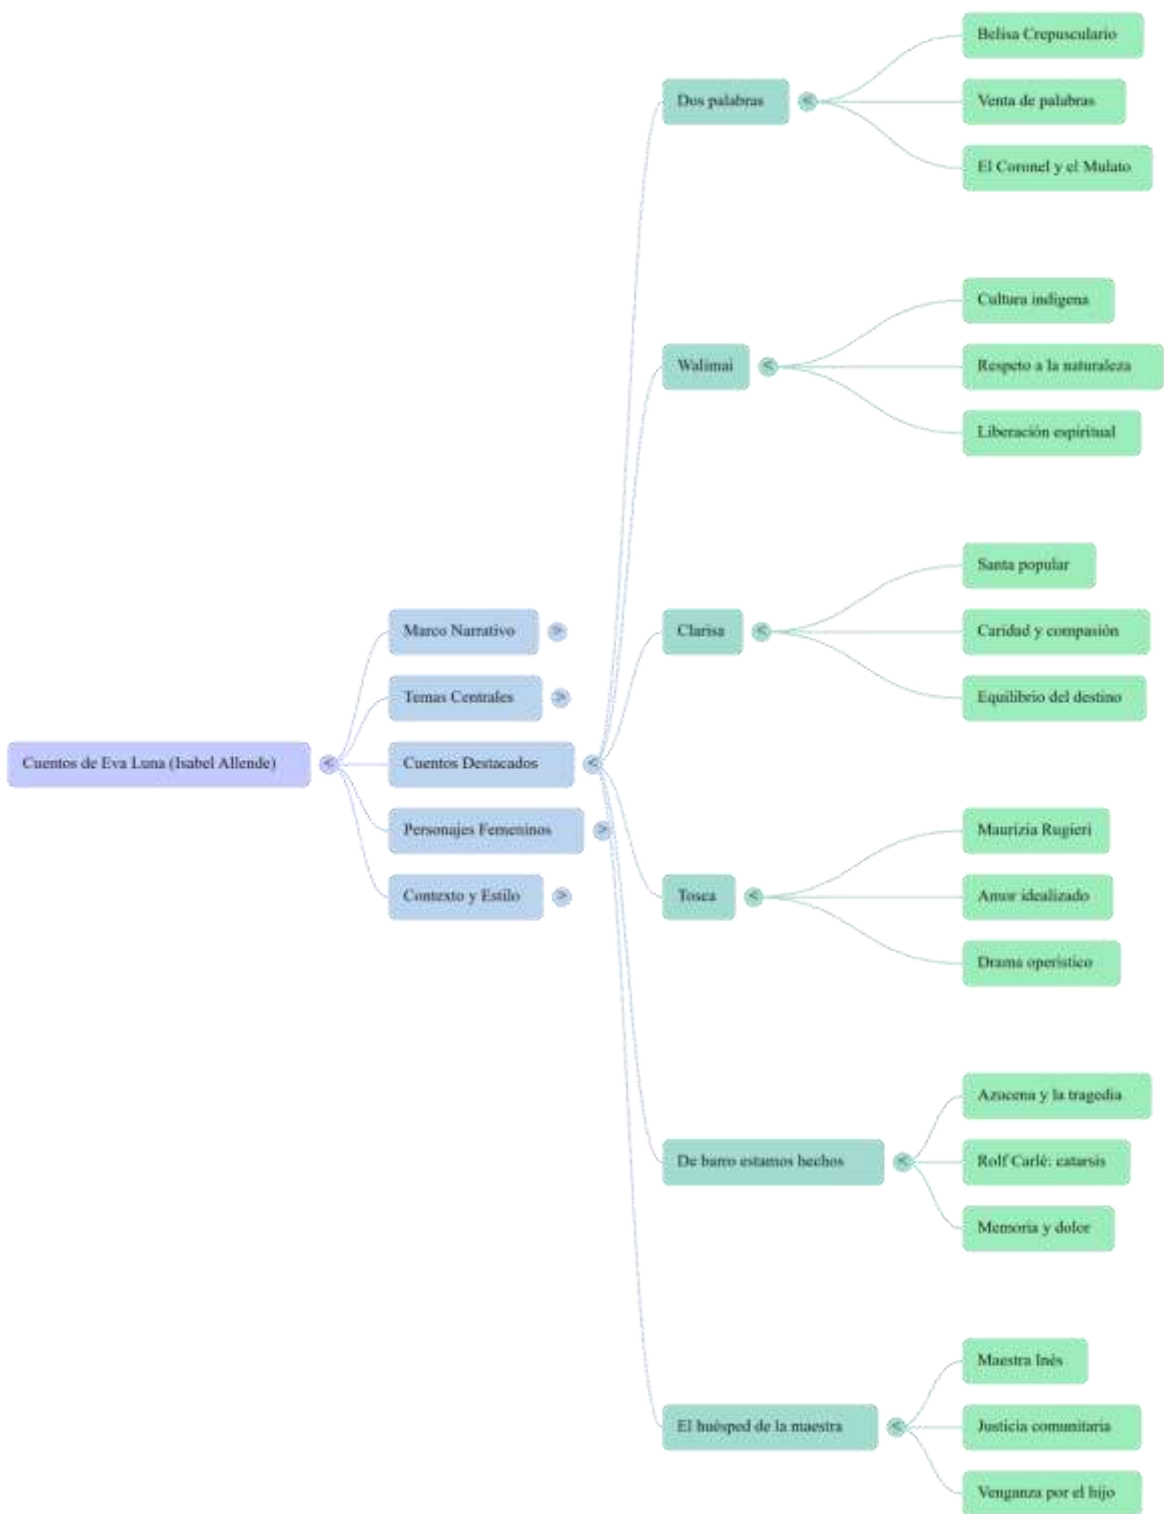 Cuentos de Eva Luna (Isabel Allende)
<
Marco Narrativo
>
Temas Centrales
>
Cuentos Destacados
<
Personajes Femeninos
>
Contexto y Estilo
>
Dos palabras
<
Belisa Crepusculario
Venta de palabras
El Coronel y el Mulato
Walimai
<
Cultura indígena
Respeto a la naturaleza
Liberación espiritual
Clarisa
<
Santa popular
Caridad y compasión
Equilibrio del destino
Tosca
<
Maurizia Rugieri
Amor idealizado
Drama operístico
De barro estamos hechos
<
Azucena y la tragedia
Rolf Carlé: catarsis
Memoria y dolor
El huésped de la maestra
<
Maestra Inés
Justicia comunitaria
Venganza por el hijo